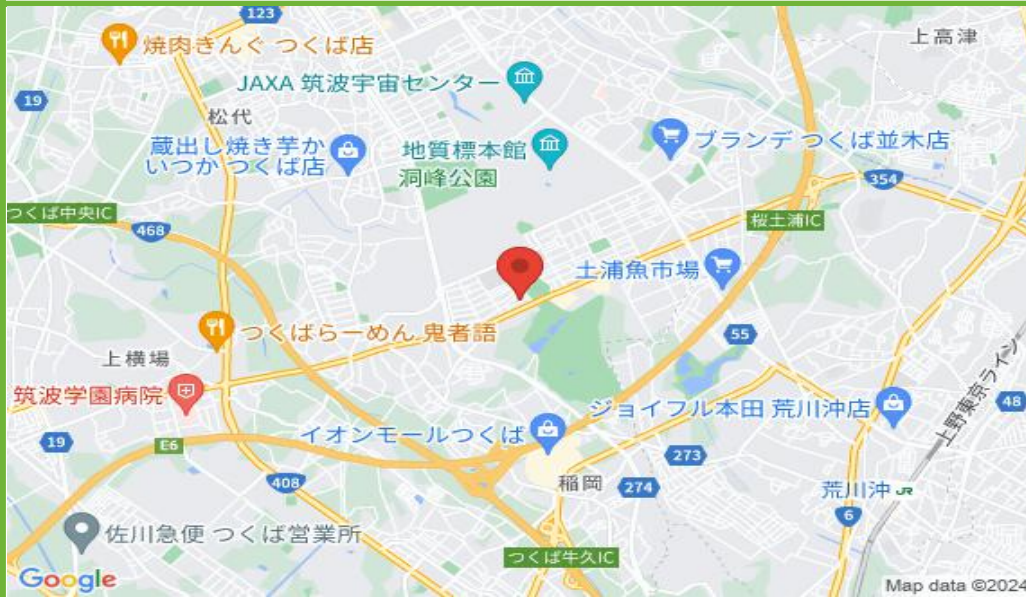 123
上高津
焼肉きんぐ つくば店
JAXA 筑波宇宙センター
19
松代
蔵出し焼き芋か
いつか つくば店
地質標本館
洞峰公園
ブランデ つくば並木店
354
つくば中央IC
468
桜土浦IC
土浦魚市場
つくばらーめん 鬼者語
55
上横場
筑波学園病院
ジョイフル本田 荒川沖店
上野東京ライン
48
19
E6
イオンモールつくば
273
408
稲岡
274
荒川沖 JR
6
佐川急便 つくば営業所
つくば牛久IC
Google
Map data ©2024